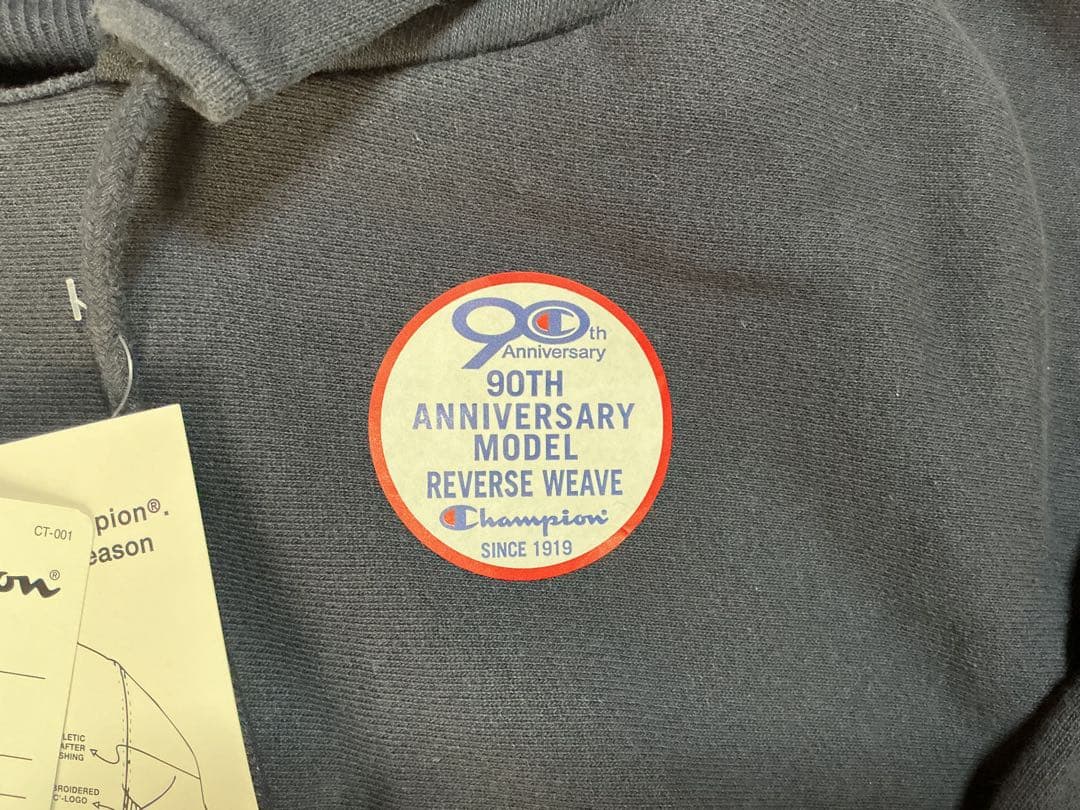 90th
Anniversary
90TH
ANNIVERSARY
MODEL
REVERSE WEAVE
Champion
SINCE 1919
pion®.
eason
CT-001
on®
LETIC
AFTER
SHING
BROIDERED
C'-LOGO